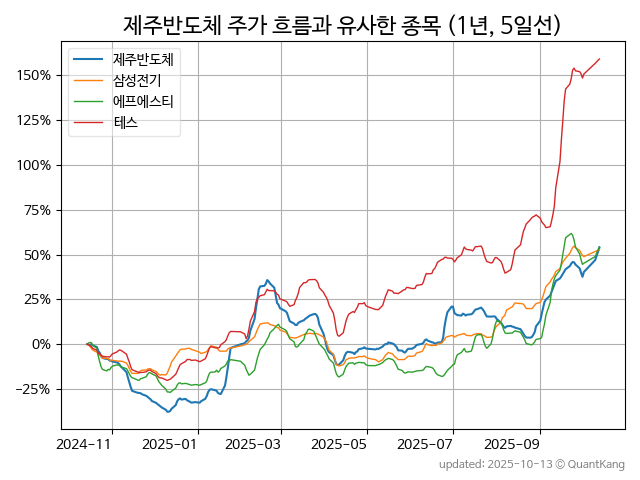 제주반도체 주가 흐름과 유사한 종목 (1년, 5일선)
제주반도체
삼성전기
에프에스티
테스
150%
125%
100%
75%
50%
25%
0%
−25%
2024-11
2025-01
2025-03
2025-05
2025-07
2025-09
updated: 2025-10-13 ⓒ QuantKang